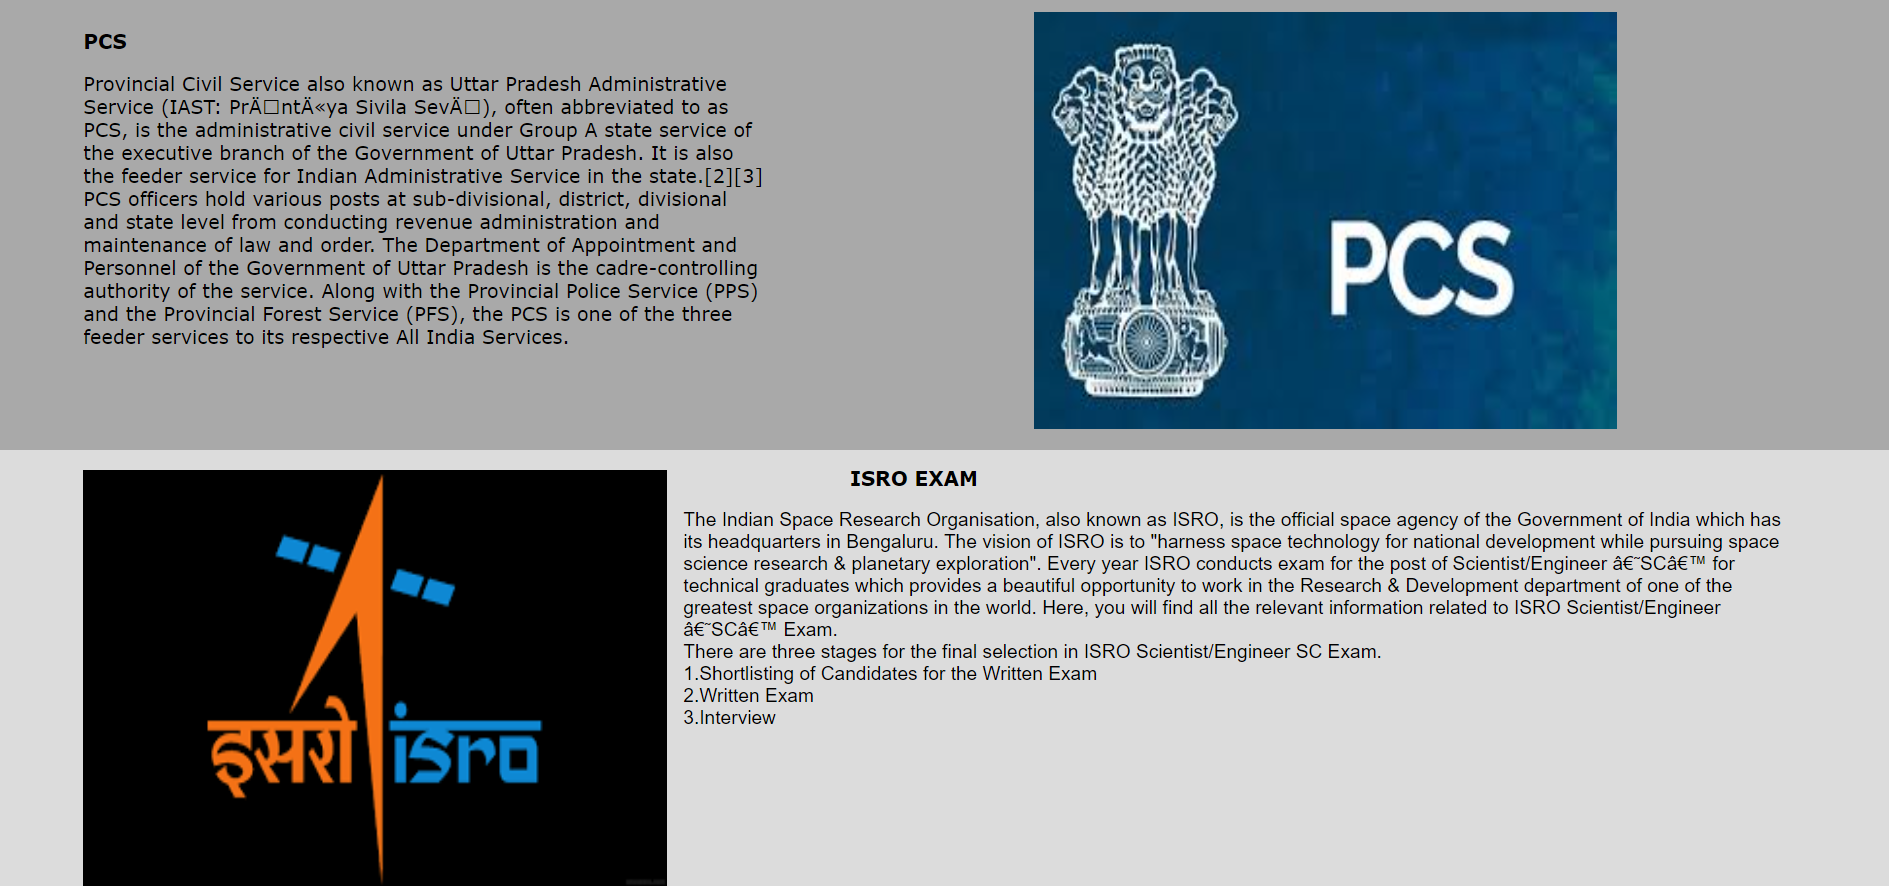 PCS
Provincial Civil Service also known as Uttar Pradesh Administrative
Service (IAST: PrÄ□ntÄ«ya Sivila SevÄ□), often abbreviated to as
PCS, is the administrative civil service under Group A state service of
the executive branch of the Government of Uttar Pradesh. It is also
the feeder service for Indian Administrative Service in the state.[2][3]
PCS officers hold various posts at sub-divisional, district, divisional
and state level from conducting revenue administration and
maintenance of law and order. The Department of Appointment and
Personnel of the Government of Uttar Pradesh is the cadre-controlling
authority of the service. Along with the Provincial Police Service (PPS)
and the Provincial Forest Service (PFS), the PCS is one of the three
feeder services to its respective All India Services.
PCS
इसरो isro
ISRO EXAM
The Indian Space Research Organisation, also known as ISRO, is the official space agency of the Government of India which has
its headquarters in Bengaluru. The vision of ISRO is to "harness space technology for national development while pursuing space
science research & planetary exploration". Every year ISRO conducts exam for the post of Scientist/Engineer â€˜SCâ€™ for
technical graduates which provides a beautiful opportunity to work in the Research & Development department of one of the
greatest space organizations in the world. Here, you will find all the relevant information related to ISRO Scientist/Engineer
â€˜SCâ€™ Exam.
There are three stages for the final selection in ISRO Scientist/Engineer SC Exam.
1.Shortlisting of Candidates for the Written Exam
2.Written Exam
3.Interview